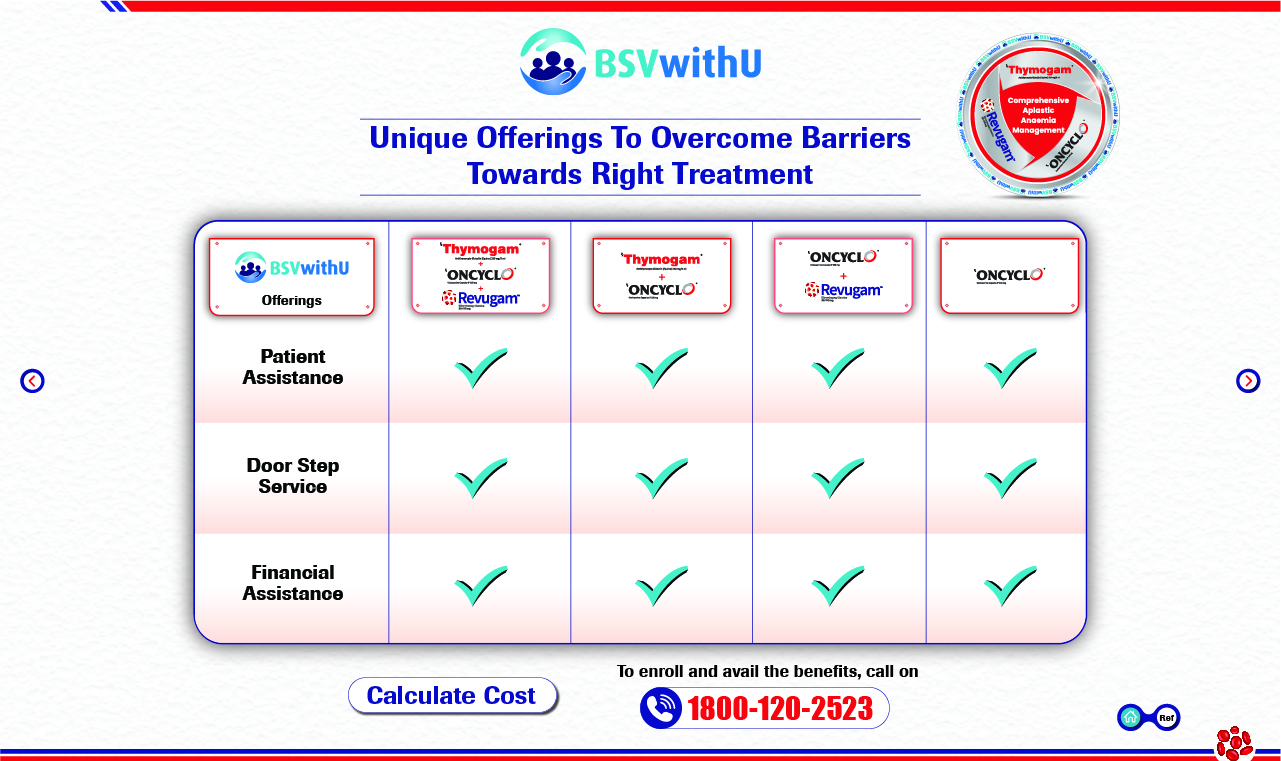 BSVwithU
Unique Offerings To Overcome Barriers
Towards Right Treatment
Thymogam
Comprehensive
Aplastic
Anaemia
Management
Revugam
ONCYCLO
BSVwithU
Offerings
Thymogam
+
ONCYCLO
+
Revugam
Thymogam
+
ONCYCLO
ONCYCLO
+
Revugam
ONCYCLO
Patient
Assistance
Door Step
Service
Financial
Assistance
Calculate Cost
To enroll and avail the benefits, call on
1800-120-2523
Ref